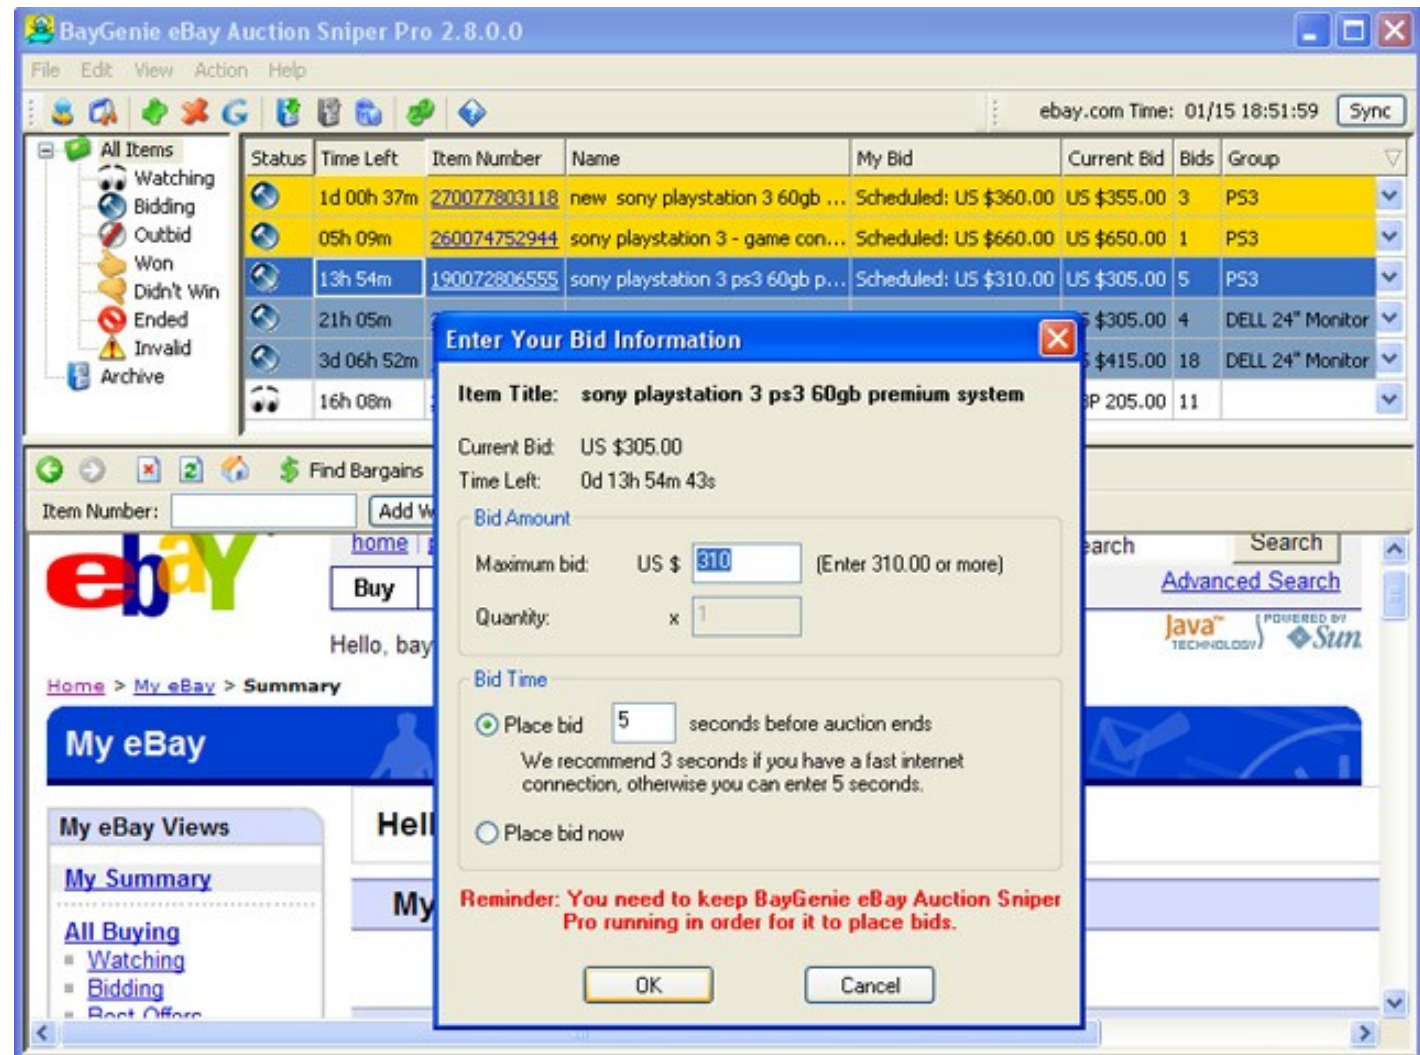 BayGenie eBay Auction Sniper Pro 2.8.0.0
File Edit View Action Help
ebay.com Time: 01/15 18:51:59 Sync
All Items
Watching
Bidding
Outbid
Won
Didn't Win
Ended
Invalid
Archive
Status Time Left Item Number Name My Bid Current Bid Bids Group
1d 00h 37m 270077803118 new sony playstation 3 60gb ... Scheduled: US $360.00 US $355.00 3 PS3
05h 09m 260074752944 sony playstation 3 - game con... Scheduled: US $660.00 US $650.00 1 PS3
13h 54m 190072806555 sony playstation 3 ps3 60gb p... Scheduled: US $310.00 US $305.00 5 PS3
21h 05m $305.00 4 DELL 24" Monitor
3d 06h 52m $415.00 18 DELL 24" Monitor
16h 08m 205.00 11
Enter Your Bid Information
Item Title: sony playstation 3 ps3 60gb premium system
Current Bid: US $305.00
Time Left: 0d 13h 54m 43s
Bid Amount
Maximum bid: US $ 310 (Enter 310.00 or more)
Quantity: x 1
Bid Time
Place bid 5 seconds before auction ends
We recommend 3 seconds if you have a fast internet
connection, otherwise you can enter 5 seconds.
Place bid now
Reminder: You need to keep BayGenie eBay Auction Sniper
Pro running in order for it to place bids.
OK Cancel
Find Bargains
Item Number: Add
ebY
home
Search
Buy
Advanced Search
Hello, bay
Java™ TECHNOLOGY POWERED BY Sun
Home > My eBay > Summary
My eBay
My eBay Views
Hell
My Summary
My
All Buying
Watching
Bidding
Best Offers